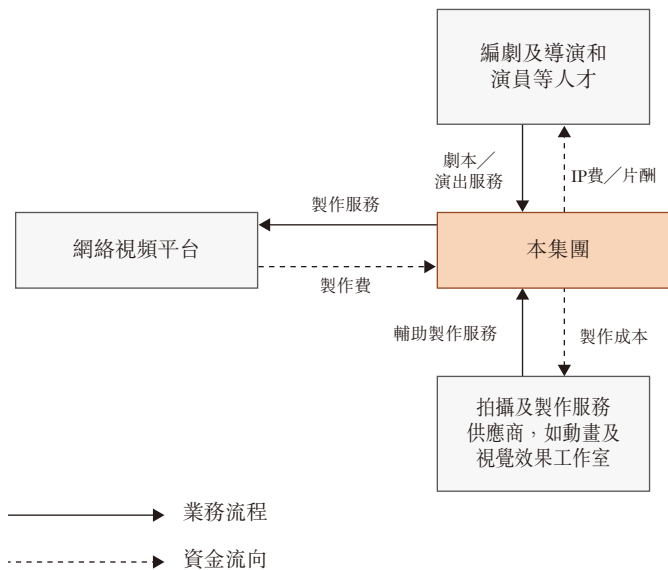 編劇及導演和
演員等人才
劇本／
演出服務
IP費／片酬
製作服務
網絡視頻平台
本集團
製作費
輔助製作服務
製作成本
拍攝及製作服務
供應商，如動畫及
視覺效果工作室
業務流程
資金流向